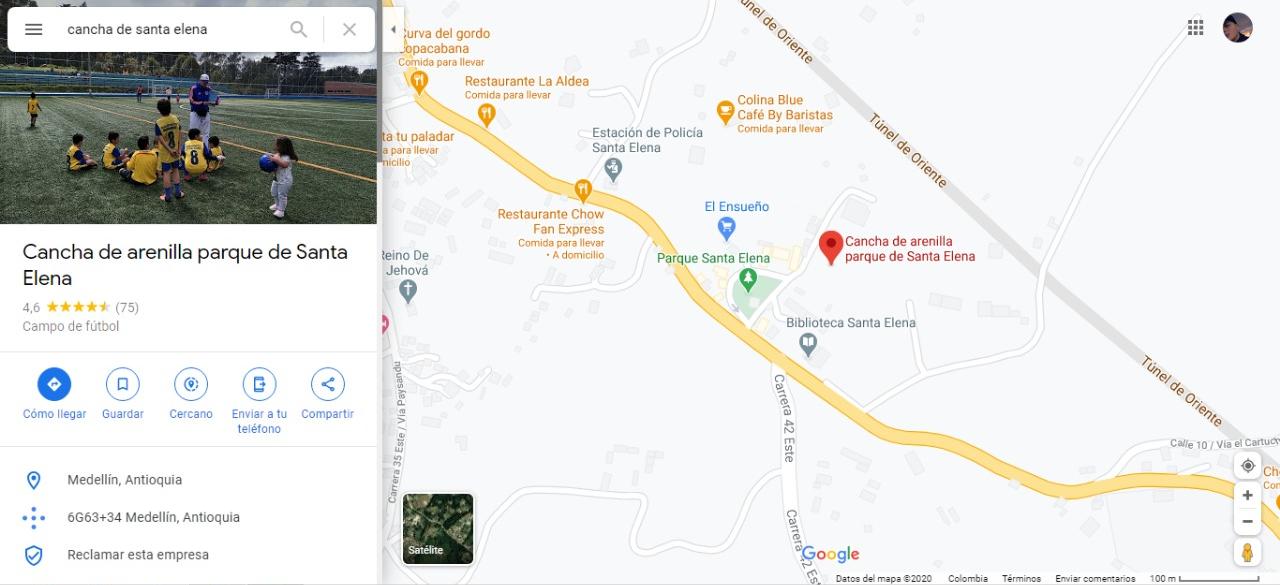 cancha de santa elena
Cancha de arenilla parque de Santa
Elena
4,6
(75)
Campo de fútbol
Cómo llegar
Guardar
Cercano
Enviar a tu
teléfono
Compartir
Medellín, Antioquia
6G63+34 Medellín, Antioquia
Reclamar esta empresa
8
8
Curva del gordo
copacabana
Comida para llevar
Restaurante La Aldea
Comida para llevar
ta tu paladar
a para llevar
micilio
Estación de Policía
Santa Elena
Colina Blue
Café By Baristas
Comida para llevar
Túnel de Oriente
Túnel de Oriente
Túnel de Oriente
Restaurante Chow
Fan Express
Comida para llevar
• A domicilio
El Ensueño
Parque Santa Elena
Cancha de arenilla
parque de Santa Elena
Reino De
Jehová
Biblioteca Santa Elena
Carrera 35 Este / Vía Paysandú
Carrera 42 Este
Carrera 42 Este
Calle 10 / Vía el Cartuch
Satélite
Google
Datos del mapa ©2020
Colombia
Términos
Enviar comentarios
100 m